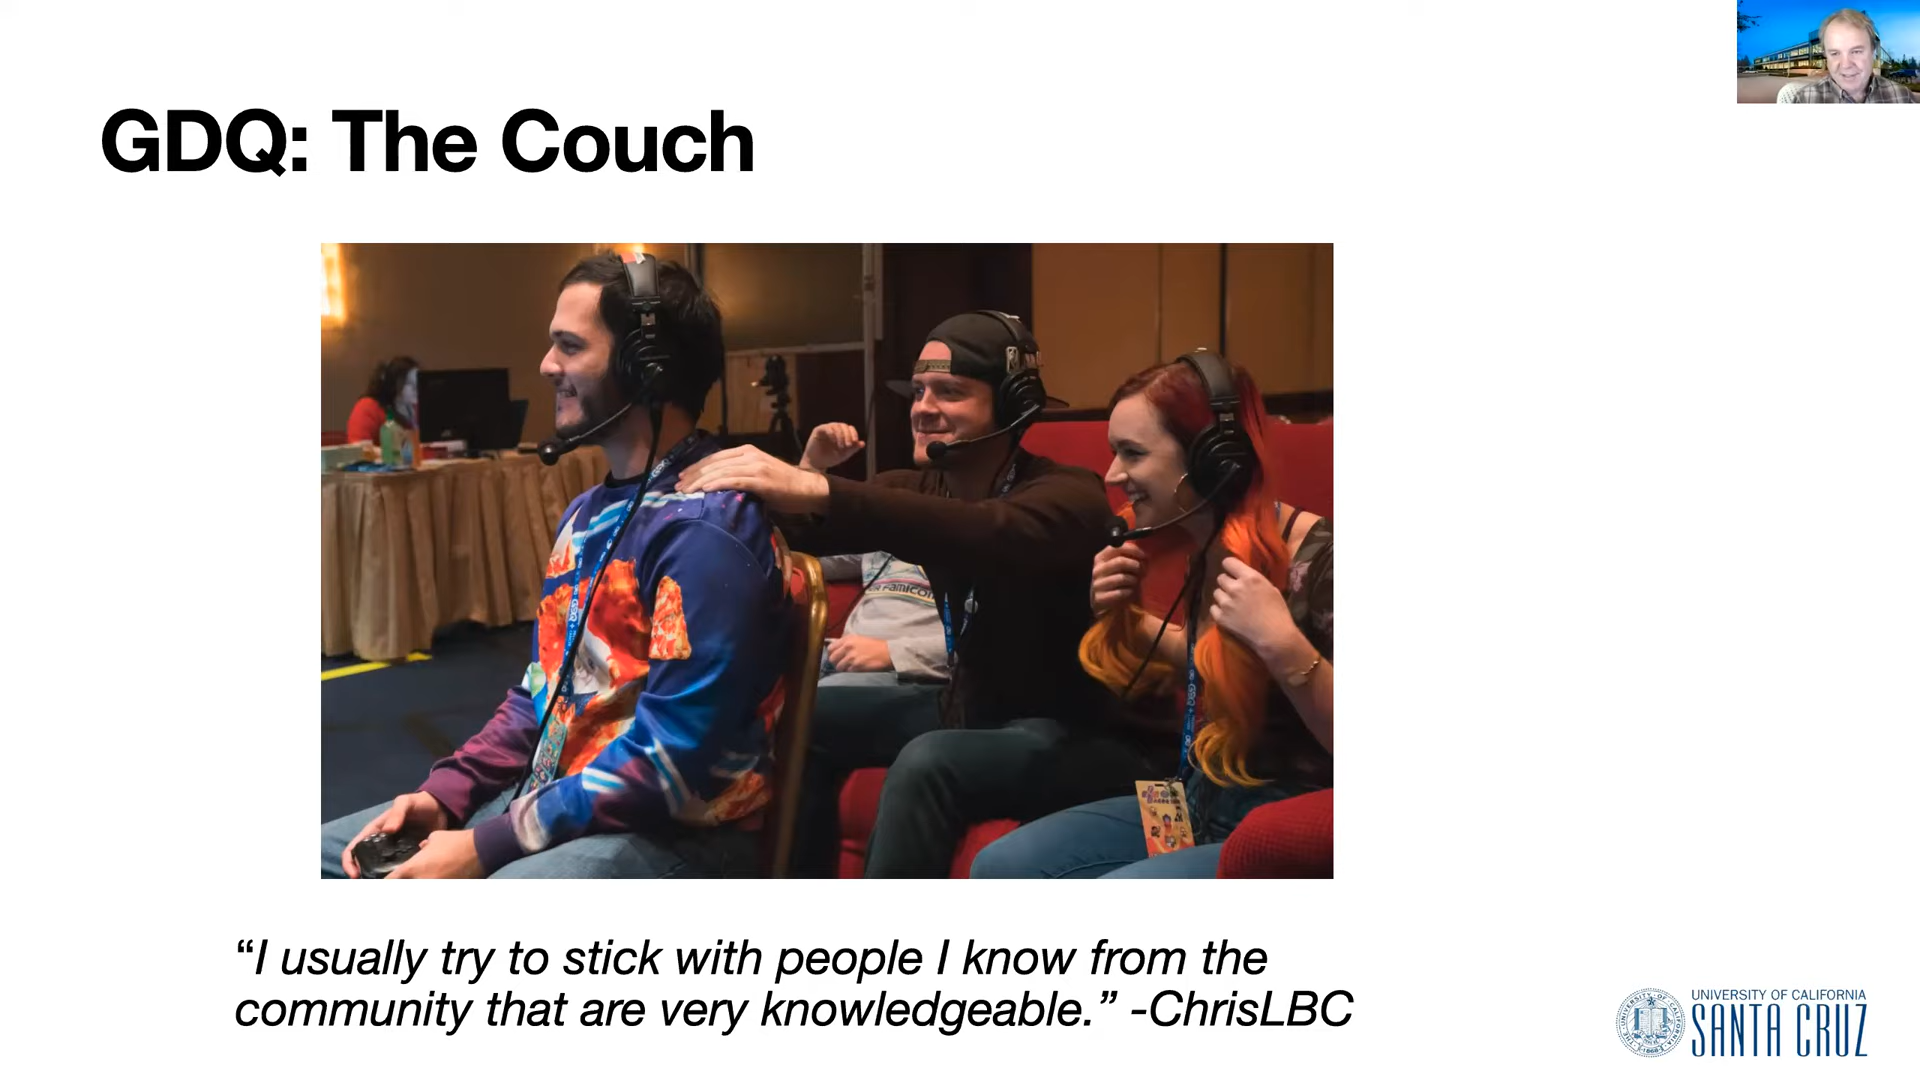 GDQ: The Couch
FAMICOM
“I usually try to stick with people I know from the
community that are very knowledgeable.” -ChrisLBC
UNIVERSITY OF CALIFORNIA
SANTA CRUZ